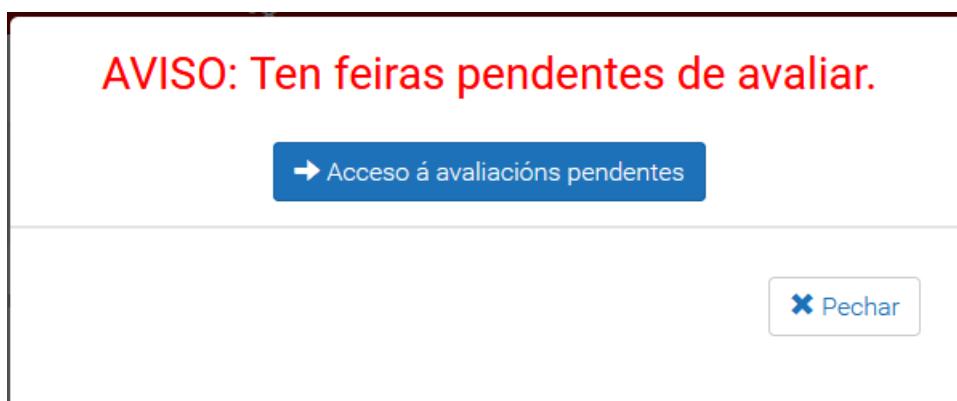 AVISO: Ten feiras pendentes de avaliar.
Acceso á avaliacións pendentes
Pechar